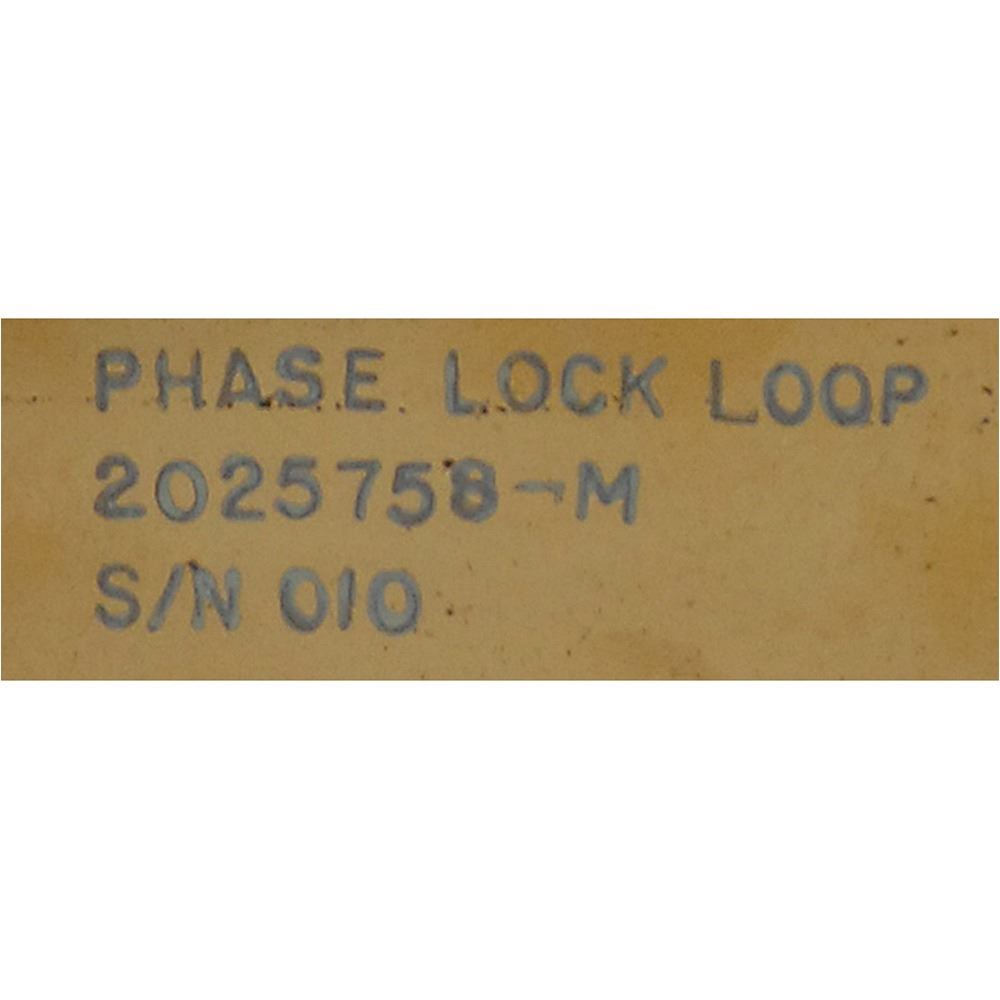 PHASE LOCK LOOP
2025758-M
S/N 010